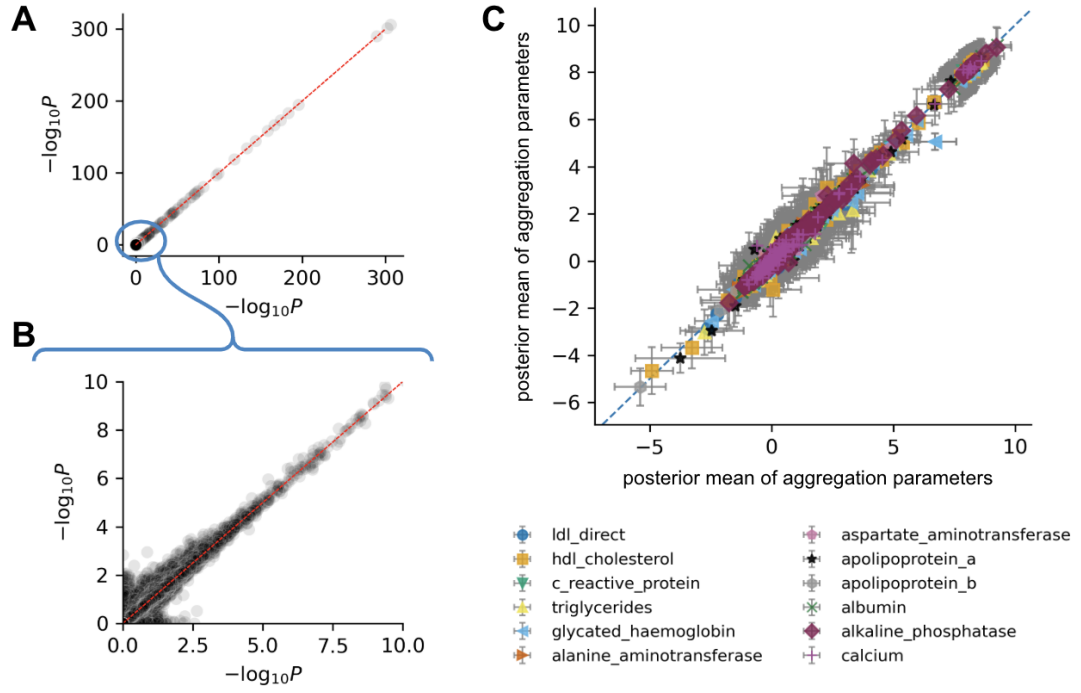 A
300
200
100
0
−log₁₀P
0
100
200
300
−log₁₀P
B
10
8
6
4
2
0
−log₁₀P
0.0
2.5
5.0
7.5
10.0
−log₁₀P
C
10
8
6
4
2
0
−2
−4
−6
posterior mean of aggregation parameters
−5
0
5
10
posterior mean of aggregation parameters
ldl_direct
hdl_cholesterol
c_reactive_protein
triglycerides
glycated_haemoglobin
alanine_aminotransferase
aspartate_aminotransferase
apolipoprotein_a
apolipoprotein_b
albumin
alkaline_phosphatase
calcium